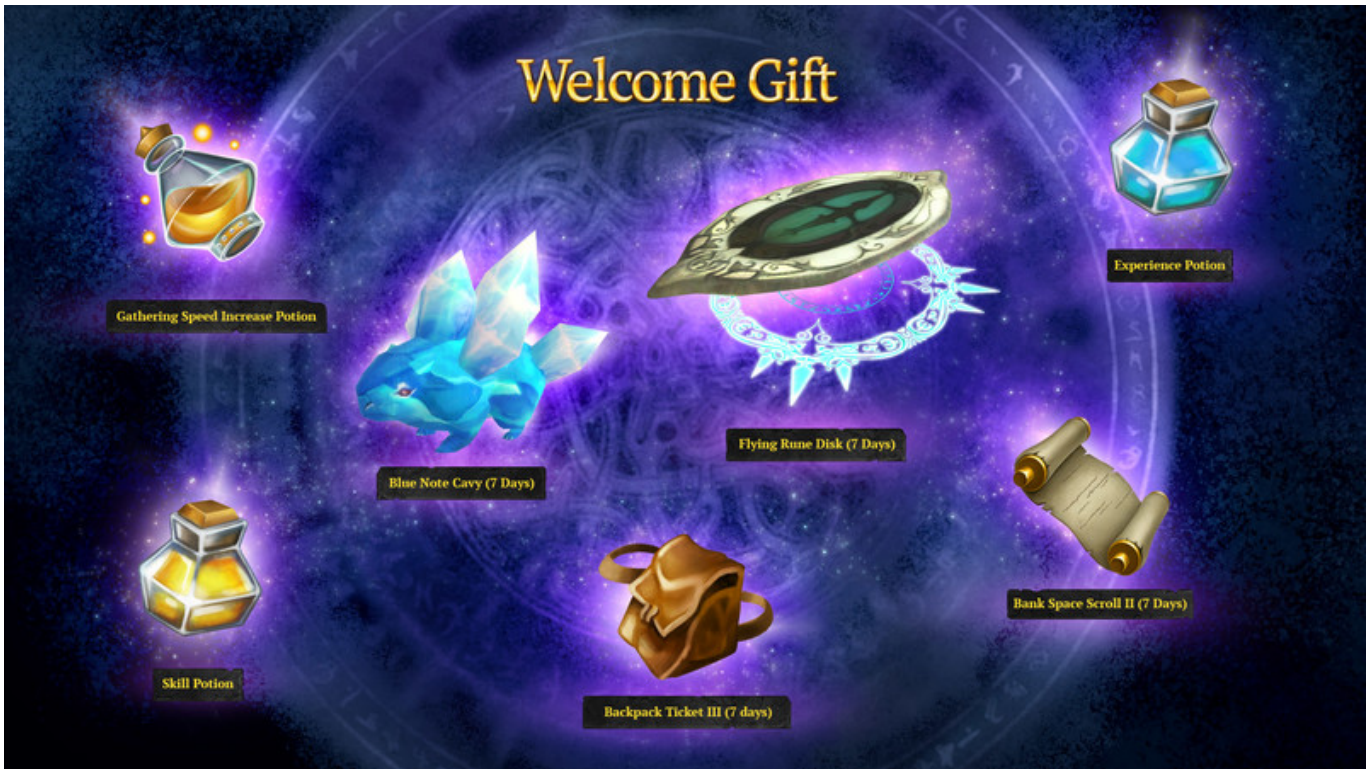 Welcome Gift
Experience Potion
Gathering Speed Increase Potion
Flying Rune Disk (7 Days)
Blue Note Cavy (7 Days)
Bank Space Scroll II (7 Days)
Skill Potion
Backpack Ticket III (7 days)